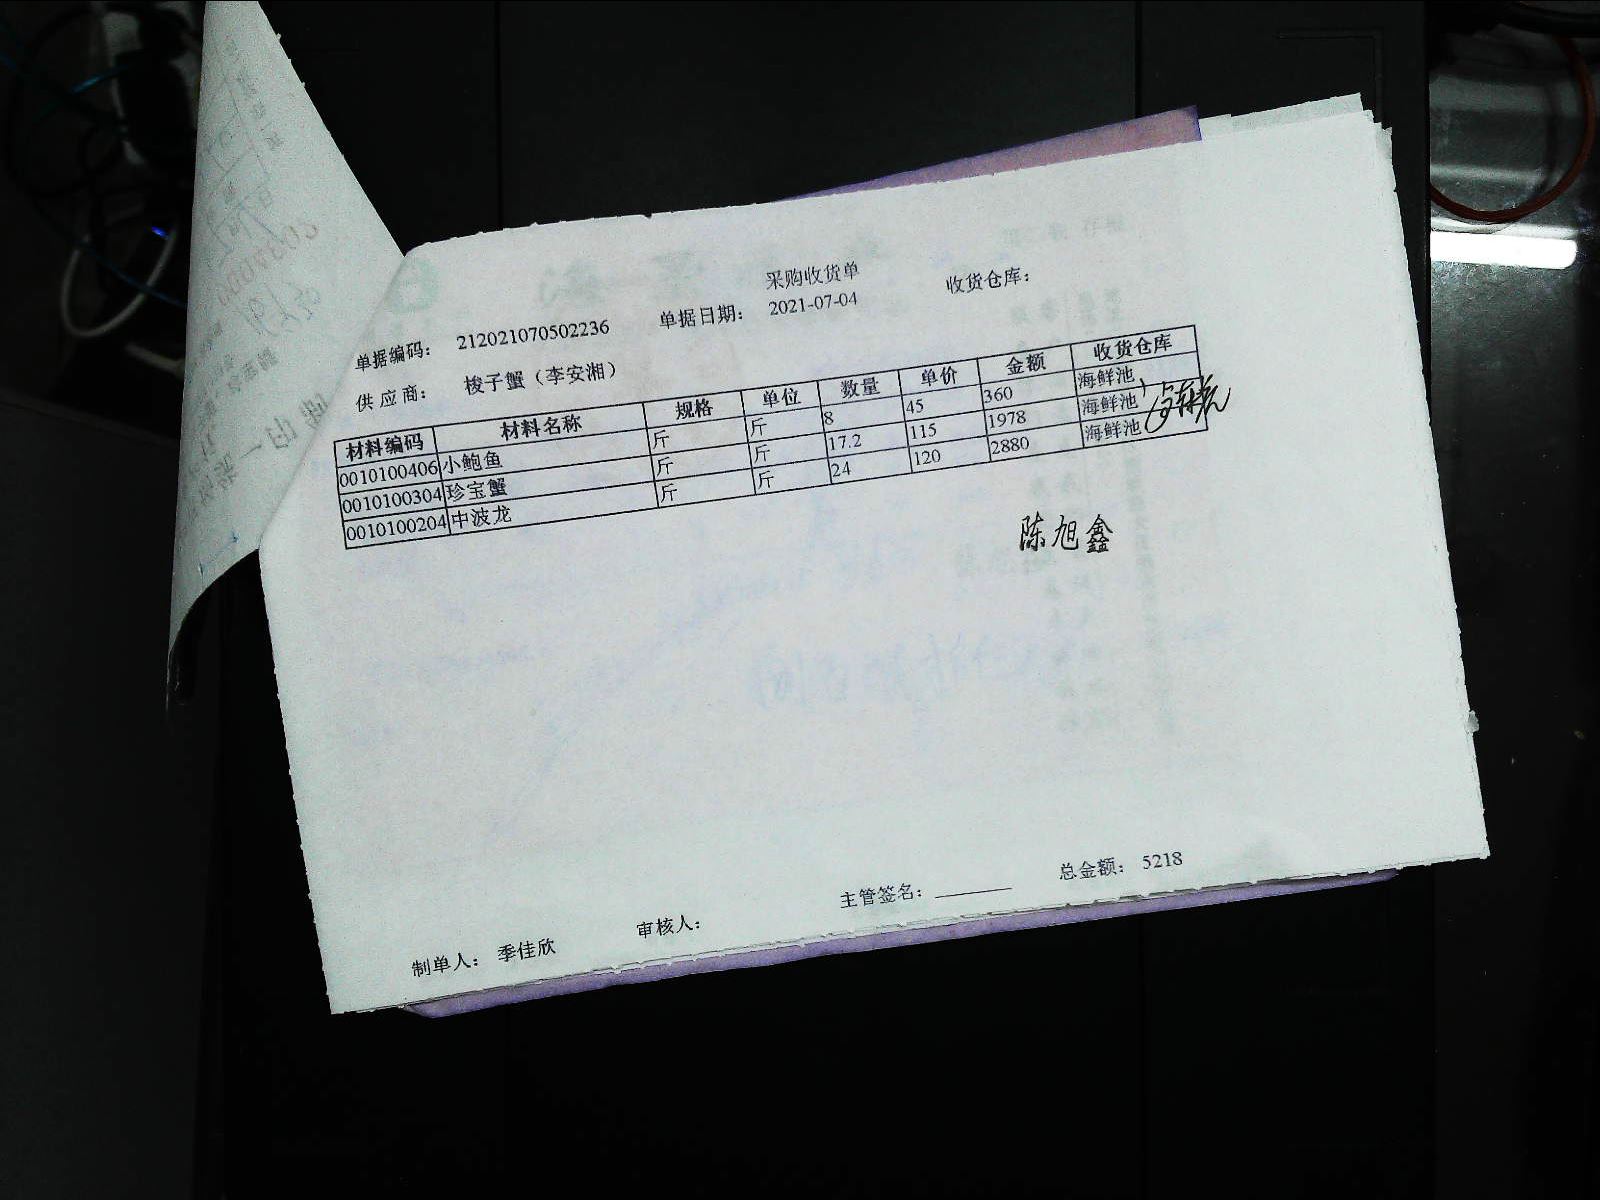 采购收货单
单据编码： 212021070502236 单据日期： 2021-07-04 收货仓库：
供应商： 梭子蟹（李安湘）
材料编码 材料名称 规格 单位 数量 单价 金额 收货仓库
0010100406 小鲍鱼 斤 斤 8 45 360 海鲜池
0010100304 珍宝蟹 斤 斤 17.2 115 1978 海鲜池
0010100204 中波龙 斤 斤 24 120 2880 海鲜池
陈旭鑫
制单人： 季佳欣 审核人： 主管签名： 总金额： 5218